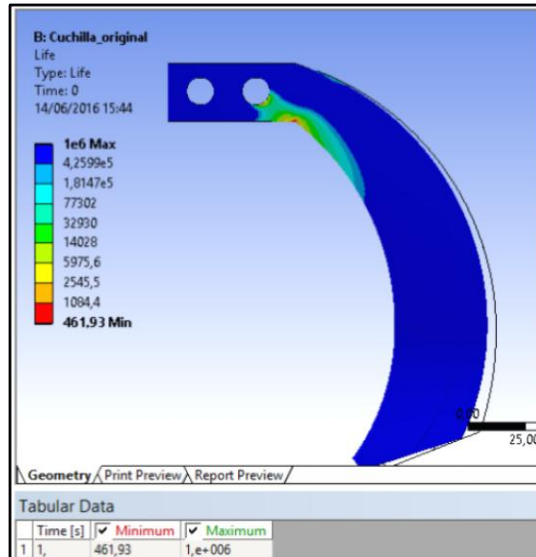 B: Cuchilla_original
Life
Type: Life
Time: 0
14/06/2016 15:44
1e6 Max
4,2599e5
1,8147e5
77302
32930
14028
5975,6
2545,5
1084,4
461,93 Min
0,00
25,00
Geometry Print Preview Report Preview
Tabular Data
Time [s] Minimum Maximum
1 1, 461,93 1,e+006